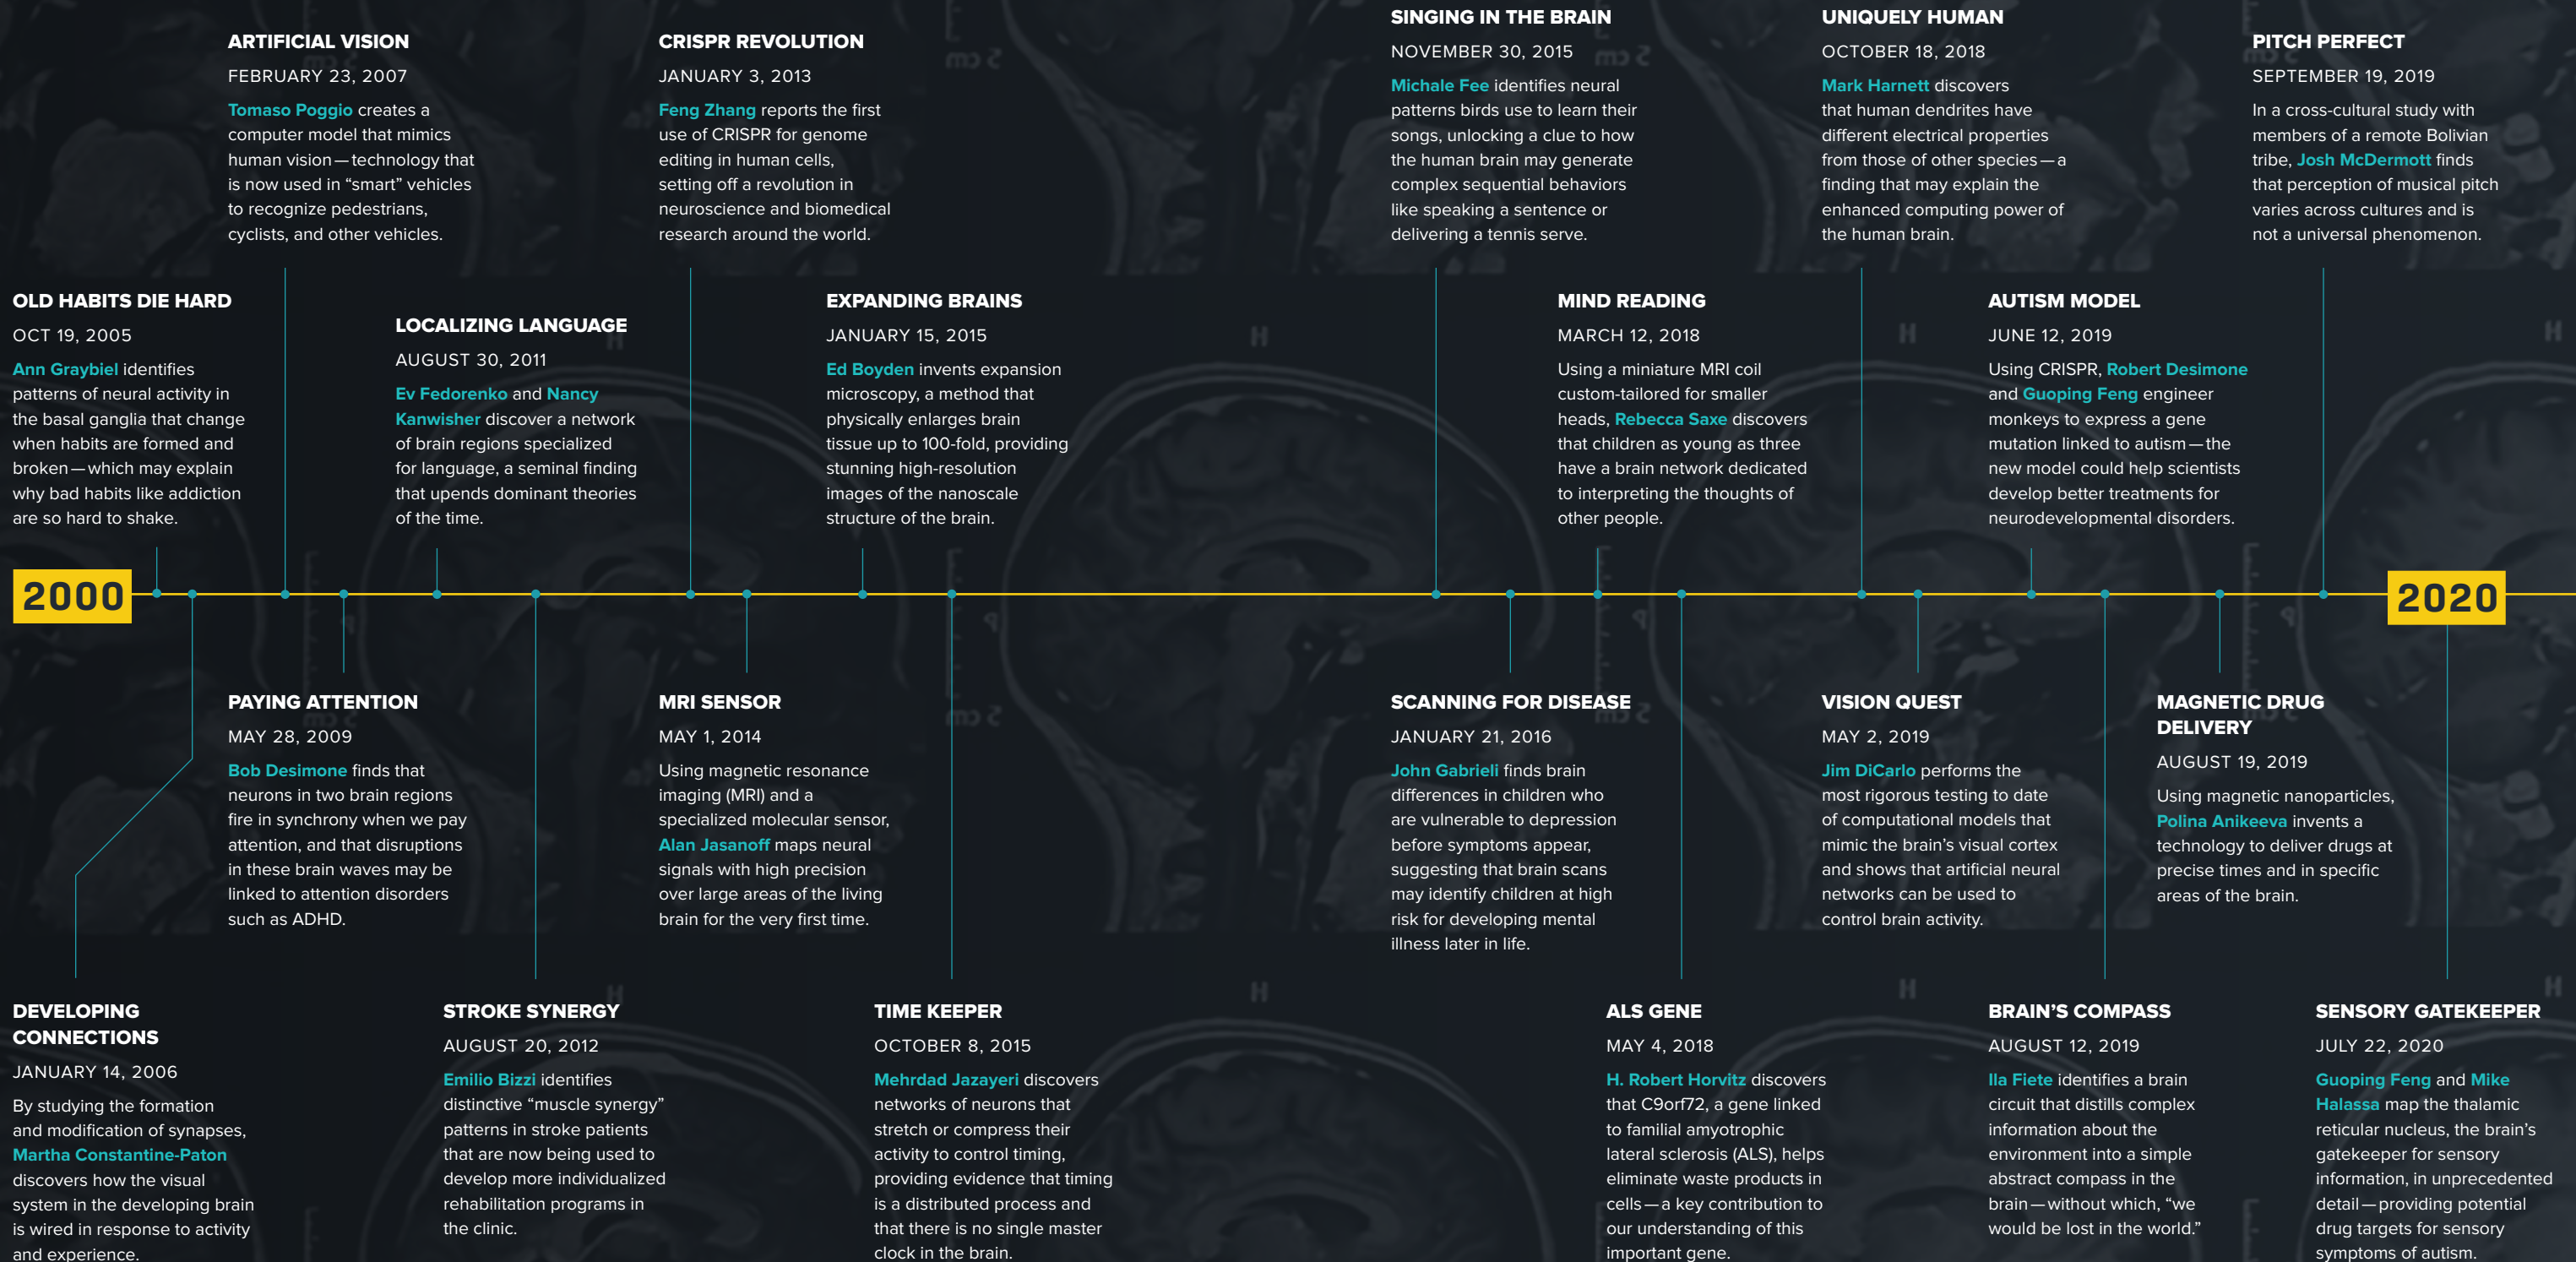 ARTIFICIAL VISION
FEBRUARY 23, 2007
Tomaso Poggio creates a
computer model that mimics
human vision—technology that
is now used in “smart” vehicles
to recognize pedestrians,
cyclists, and other vehicles.
CRISPR REVOLUTION
JANUARY 3, 2013
Feng Zhang reports the first
use of CRISPR for genome
editing in human cells,
setting off a revolution in
neuroscience and biomedical
research around the world.
SINGING IN THE BRAIN
NOVEMBER 30, 2015
Michale Fee identifies neural
patterns birds use to learn their
songs, unlocking a clue to how
the human brain may generate
complex sequential behaviors
like speaking a sentence or
delivering a tennis serve.
UNIQUELY HUMAN
OCTOBER 18, 2018
Mark Harnett discovers
that human dendrites have
different electrical properties
from those of other species—a
finding that may explain the
enhanced computing power of
the human brain.
PITCH PERFECT
SEPTEMBER 19, 2019
In a cross-cultural study with
members of a remote Bolivian
tribe, Josh McDermott finds
that perception of musical pitch
varies across cultures and is
not a universal phenomenon.
OLD HABITS DIE HARD
OCT 19, 2005
Ann Graybiel identifies
patterns of neural activity in
the basal ganglia that change
when habits are formed and
broken—which may explain
why bad habits like addiction
are so hard to shake.
LOCALIZING LANGUAGE
AUGUST 30, 2011
Ev Fedorenko and Nancy
Kanwisher discover a network
of brain regions specialized
for language, a seminal finding
that upends dominant theories
of the time.
EXPANDING BRAINS
JANUARY 15, 2015
Ed Boyden invents expansion
microscopy, a method that
physically enlarges brain
tissue up to 100-fold, providing
stunning high-resolution
images of the nanoscale
structure of the brain.
MIND READING
MARCH 12, 2018
Using a miniature MRI coil
custom-tailored for smaller
heads, Rebecca Saxe discovers
that children as young as three
have a brain network dedicated
to interpreting the thoughts of
other people.
AUTISM MODEL
JUNE 12, 2019
Using CRISPR, Robert Desimone
and Guoping Feng engineer
monkeys to express a gene
mutation linked to autism—the
new model could help scientists
develop better treatments for
neurodevelopmental disorders.
2000
2020
PAYING ATTENTION
MAY 28, 2009
Bob Desimone finds that
neurons in two brain regions
fire in synchrony when we pay
attention, and that disruptions
in these brain waves may be
linked to attention disorders
such as ADHD.
MRI SENSOR
MAY 1, 2014
Using magnetic resonance
imaging (MRI) and a
specialized molecular sensor,
Alan Jasanoff maps neural
signals with high precision
over large areas of the living
brain for the very first time.
SCANNING FOR DISEASE
JANUARY 21, 2016
John Gabrieli finds brain
differences in children who
are vulnerable to depression
before symptoms appear,
suggesting that brain scans
may identify children at high
risk for developing mental
illness later in life.
VISION QUEST
MAY 2, 2019
Jim DiCarlo performs the
most rigorous testing to date
of computational models that
mimic the brain’s visual cortex
and shows that artificial neural
networks can be used to
control brain activity.
MAGNETIC DRUG
DELIVERY
AUGUST 19, 2019
Using magnetic nanoparticles,
Polina Anikeeva invents a
technology to deliver drugs at
precise times and in specific
areas of the brain.
DEVELOPING
CONNECTIONS
JANUARY 14, 2006
By studying the formation
and modification of synapses,
Martha Constantine-Paton
discovers how the visual
system in the developing brain
is wired in response to activity
and experience.
STROKE SYNERGY
AUGUST 20, 2012
Emilio Bizzi identifies
distinctive “muscle synergy”
patterns in stroke patients
that are now being used to
develop more individualized
rehabilitation programs in
the clinic.
TIME KEEPER
OCTOBER 8, 2015
Mehrdad Jazayeri discovers
networks of neurons that
stretch or compress their
activity to control timing,
providing evidence that timing
is a distributed process and
that there is no single master
clock in the brain.
ALS GENE
MAY 4, 2018
H. Robert Horvitz discovers
that C9orf72, a gene linked
to familial amyotrophic
lateral sclerosis (ALS), helps
eliminate waste products in
cells—a key contribution to
our understanding of this
important gene.
BRAIN’S COMPASS
AUGUST 12, 2019
Ila Fiete identifies a brain
circuit that distills complex
information about the
environment into a simple
abstract compass in the
brain—without which, “we
would be lost in the world.”
SENSORY GATEKEEPER
JULY 22, 2020
Guoping Feng and Mike
Halassa map the thalamic
reticular nucleus, the brain’s
gatekeeper for sensory
information, in unprecedented
detail—providing potential
drug targets for sensory
symptoms of autism.